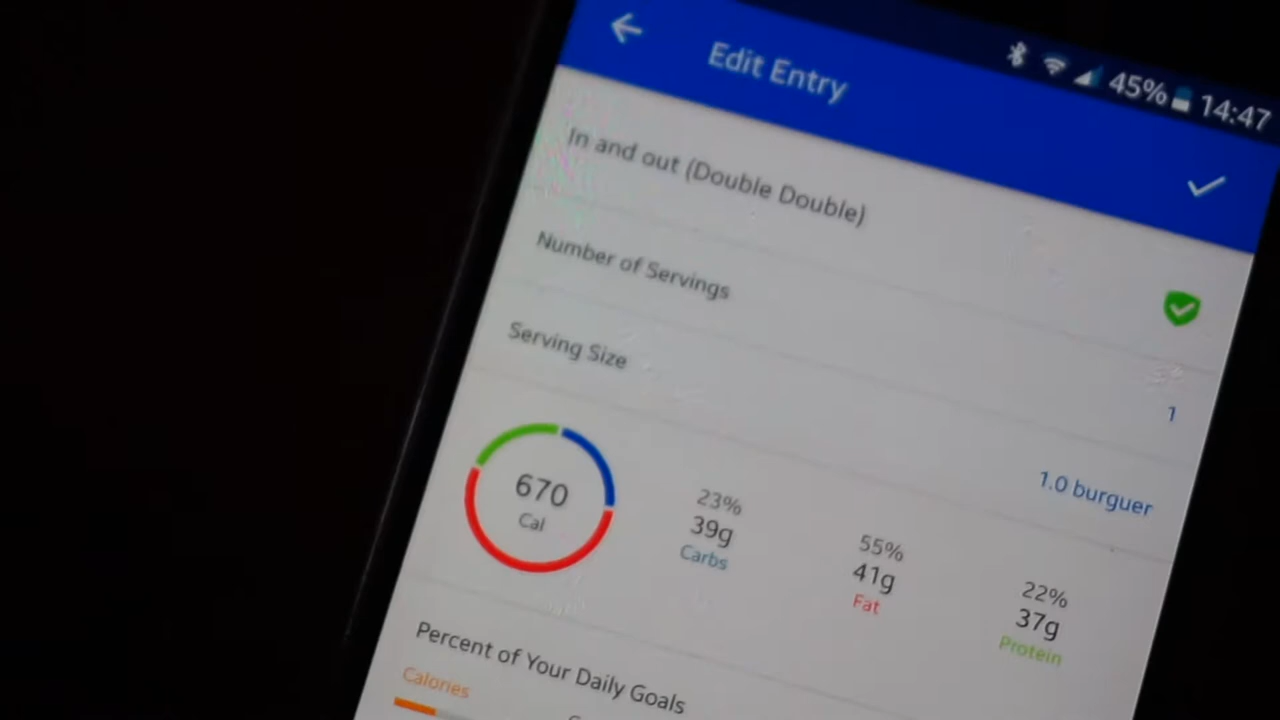 45% 14:47
Edit Entry
In and out (Double Double)
Number of Servings
1
Serving Size
1.0 burguer
670
Cal
23%
39g
Carbs
55%
41g
Fat
22%
37g
Protein
Percent of Your Daily Goals
Calories